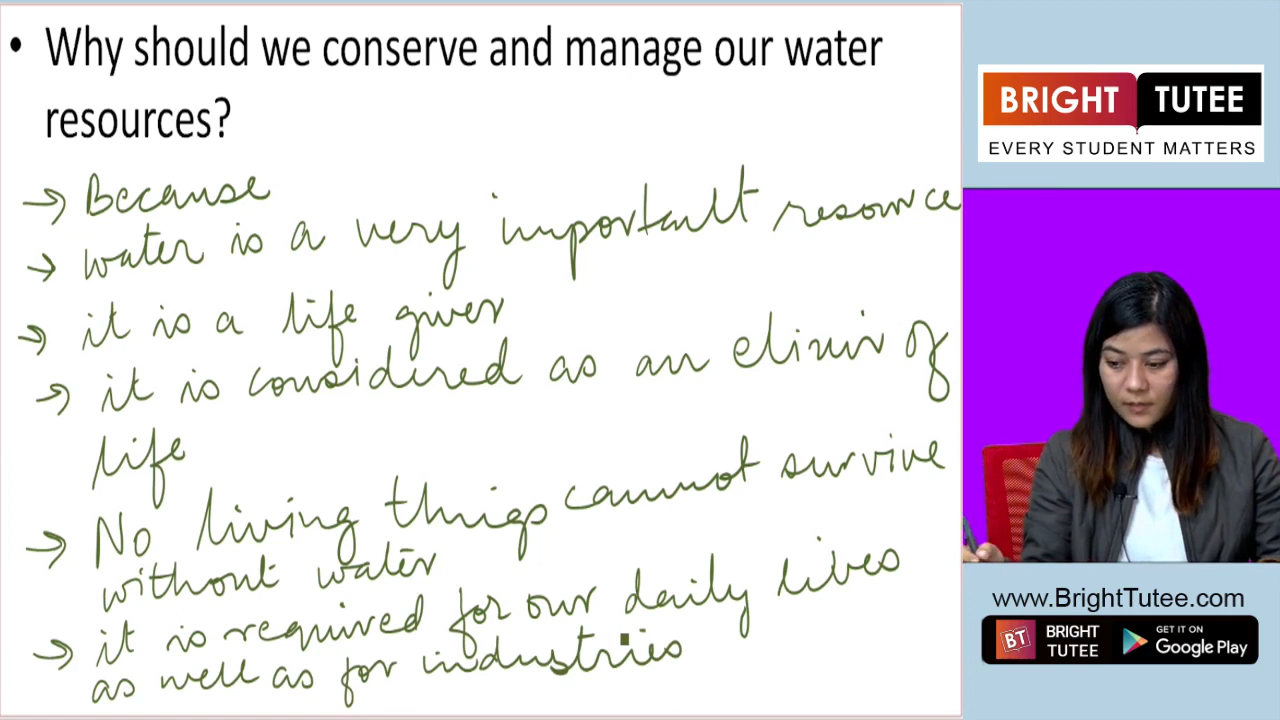 • Why should we conserve and manage our water
resources?
→ Because
→ water is a very important resource
→ it is a life giver
→ it is considered as an elixir of
life
→ No living things cannot survive
without water
→ it is required for our daily lives
as well as for industries
BRIGHT TUTEE
EVERY STUDENT MATTERS
www.BrightTutee.com
BT
BRIGHT
TUTEE
GET IT ON
Google Play